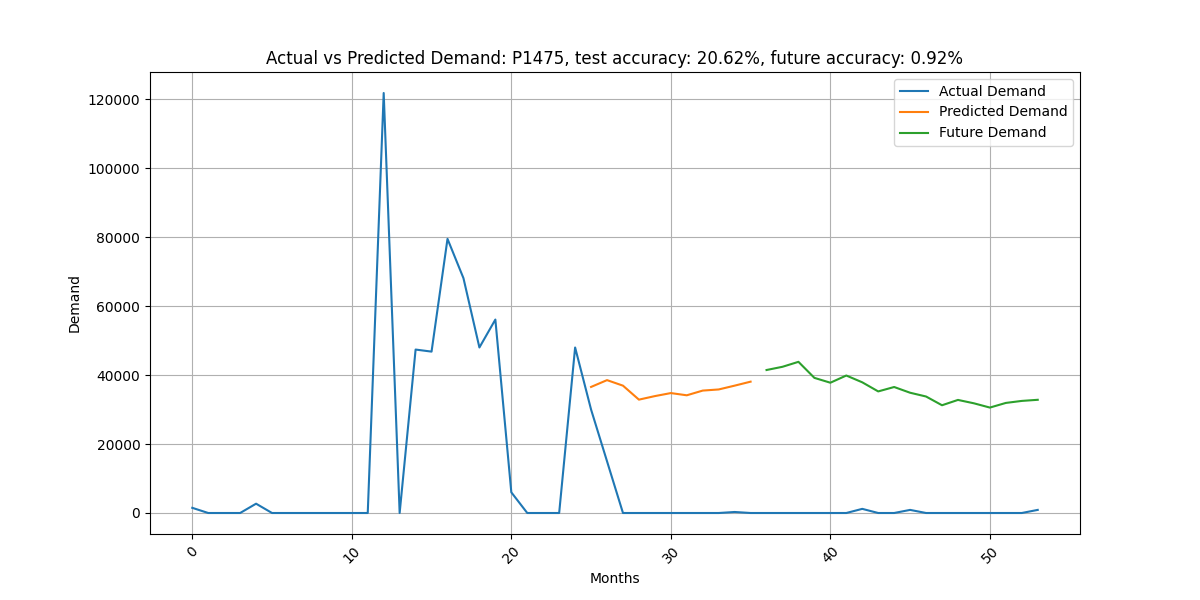 Actual vs Predicted Demand: P1475, test accuracy: 20.62%, future accuracy: 0.92%
Actual Demand
Predicted Demand
Future Demand
Demand
120000
100000
80000
60000
40000
20000
0
0 10 20 30 40 50
Months